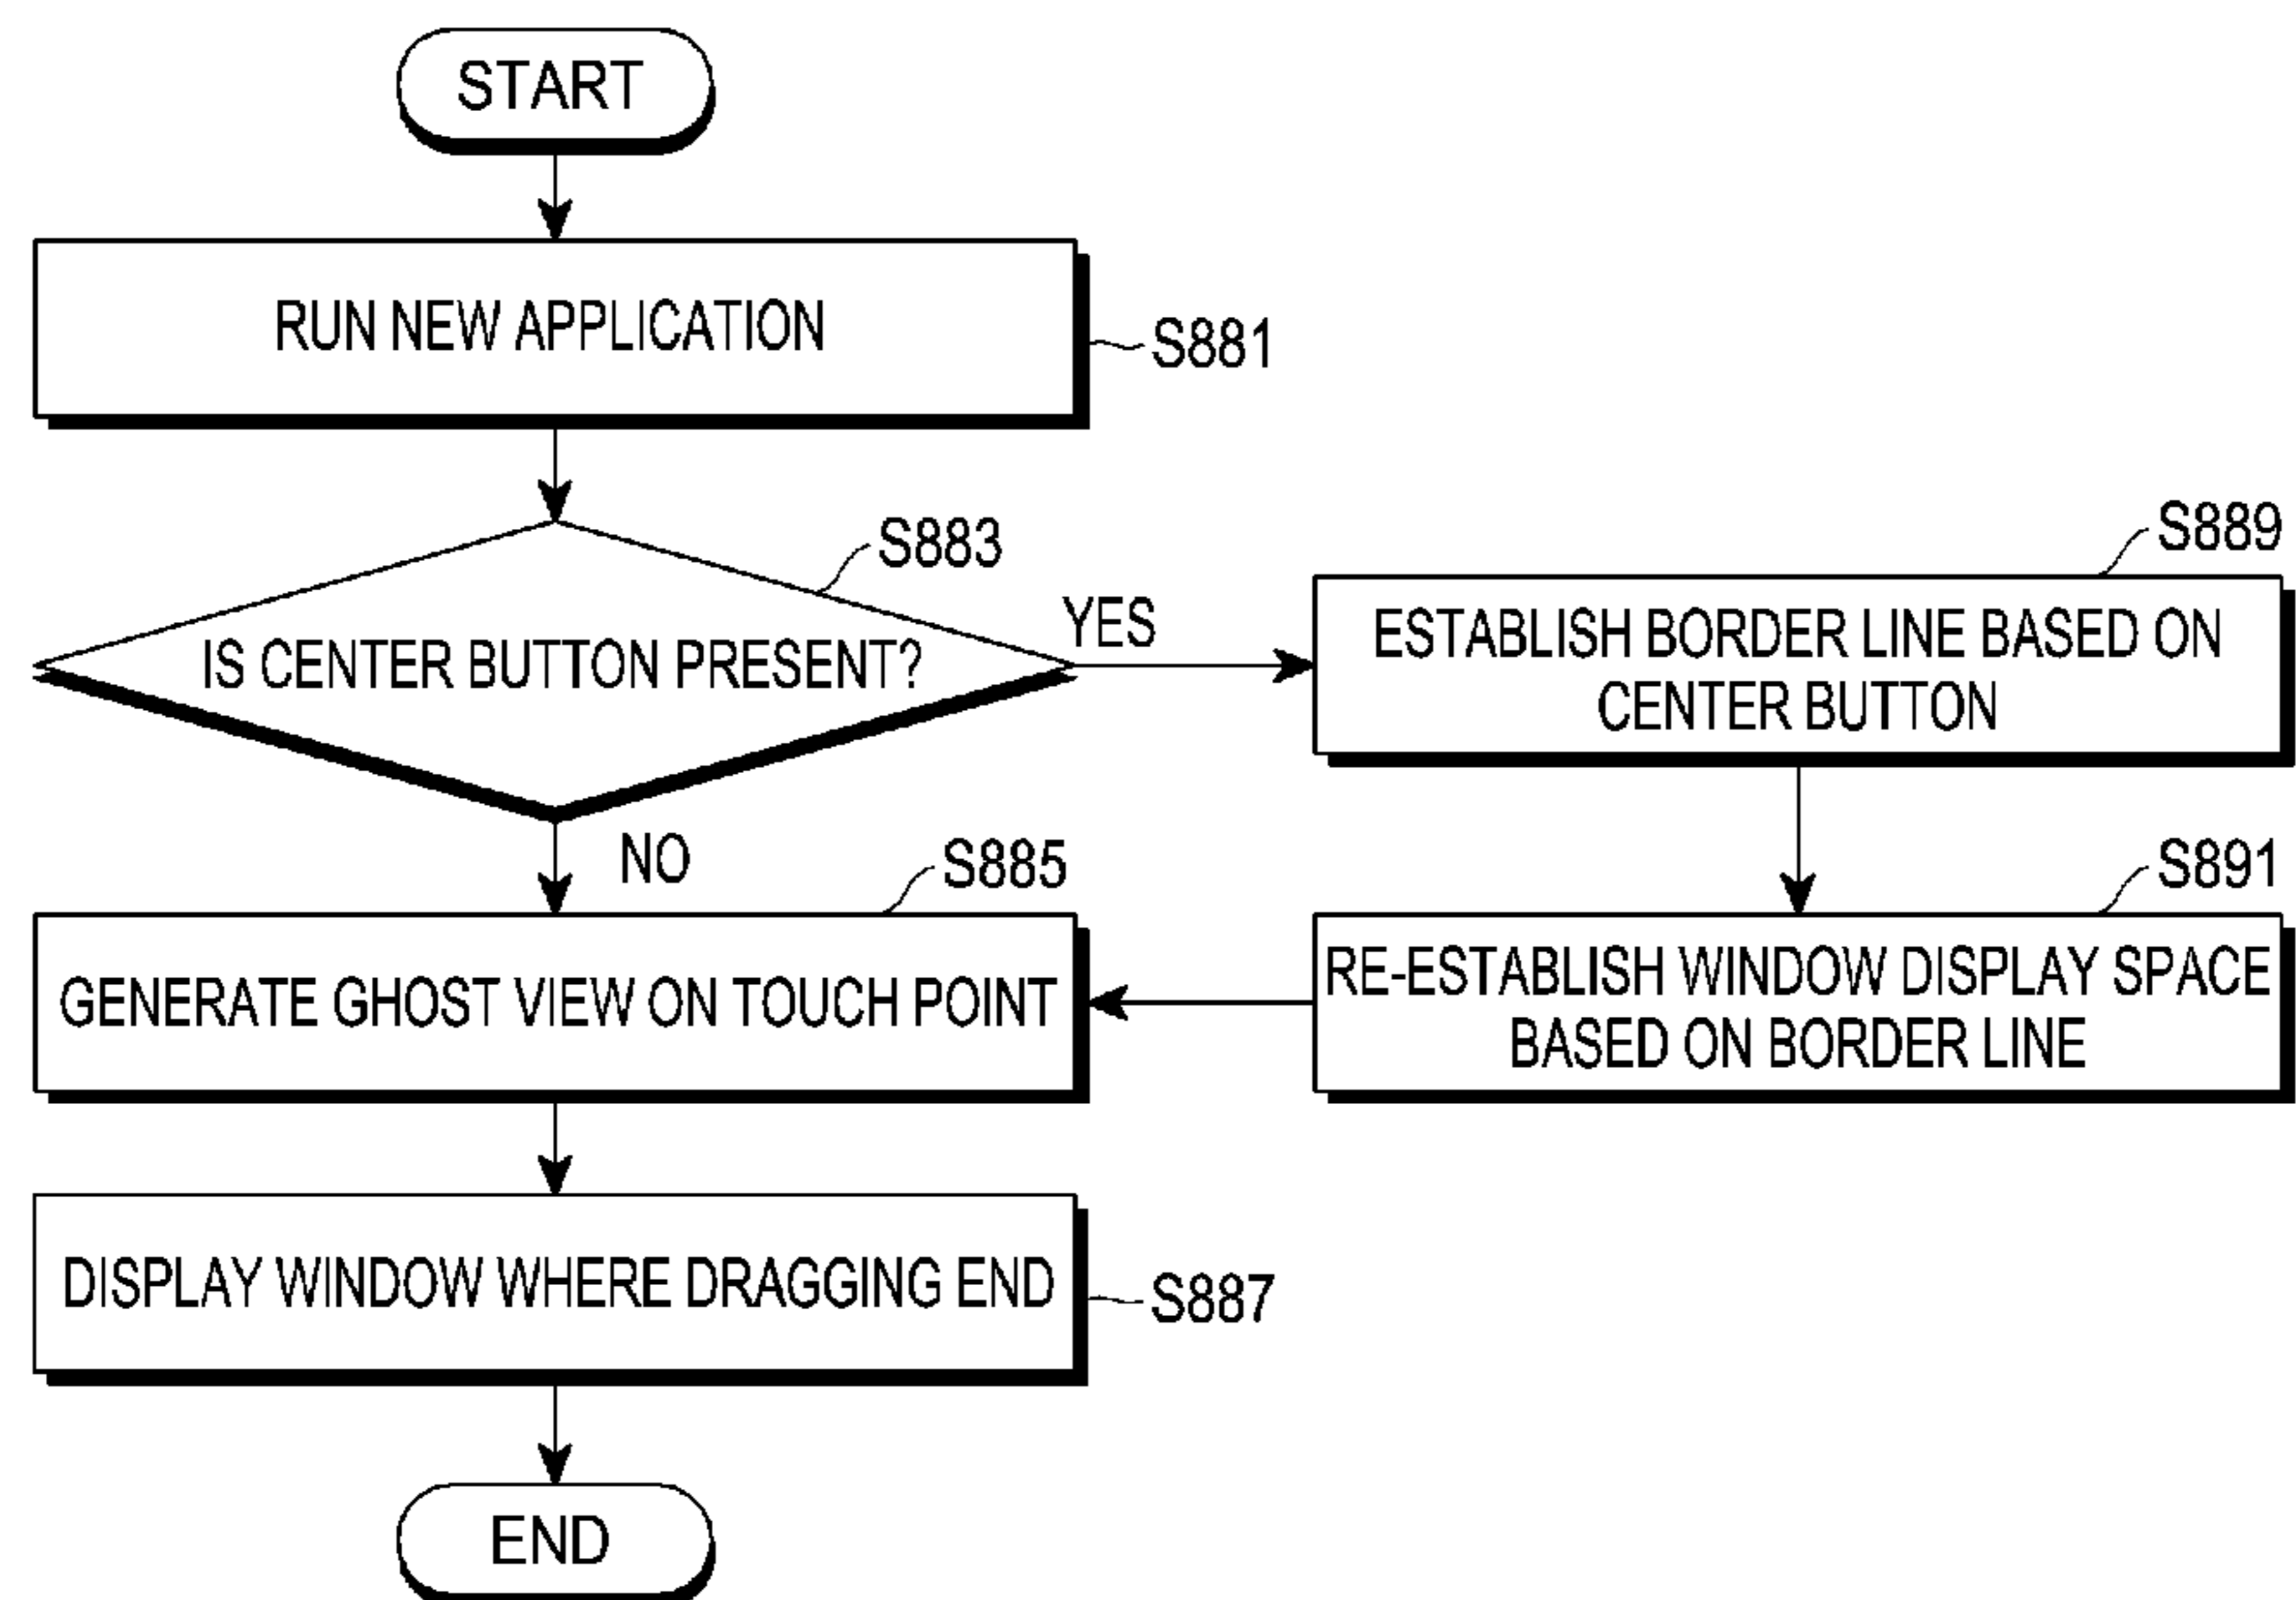 START
RUN NEW APPLICATION
S881
S883
IS CENTER BUTTON PRESENT?
YES
NO
S889
ESTABLISH BORDER LINE BASED ON
CENTER BUTTON
S891
RE-ESTABLISH WINDOW DISPLAY SPACE
BASED ON BORDER LINE
S885
GENERATE GHOST VIEW ON TOUCH POINT
DISPLAY WINDOW WHERE DRAGGING END
S887
END